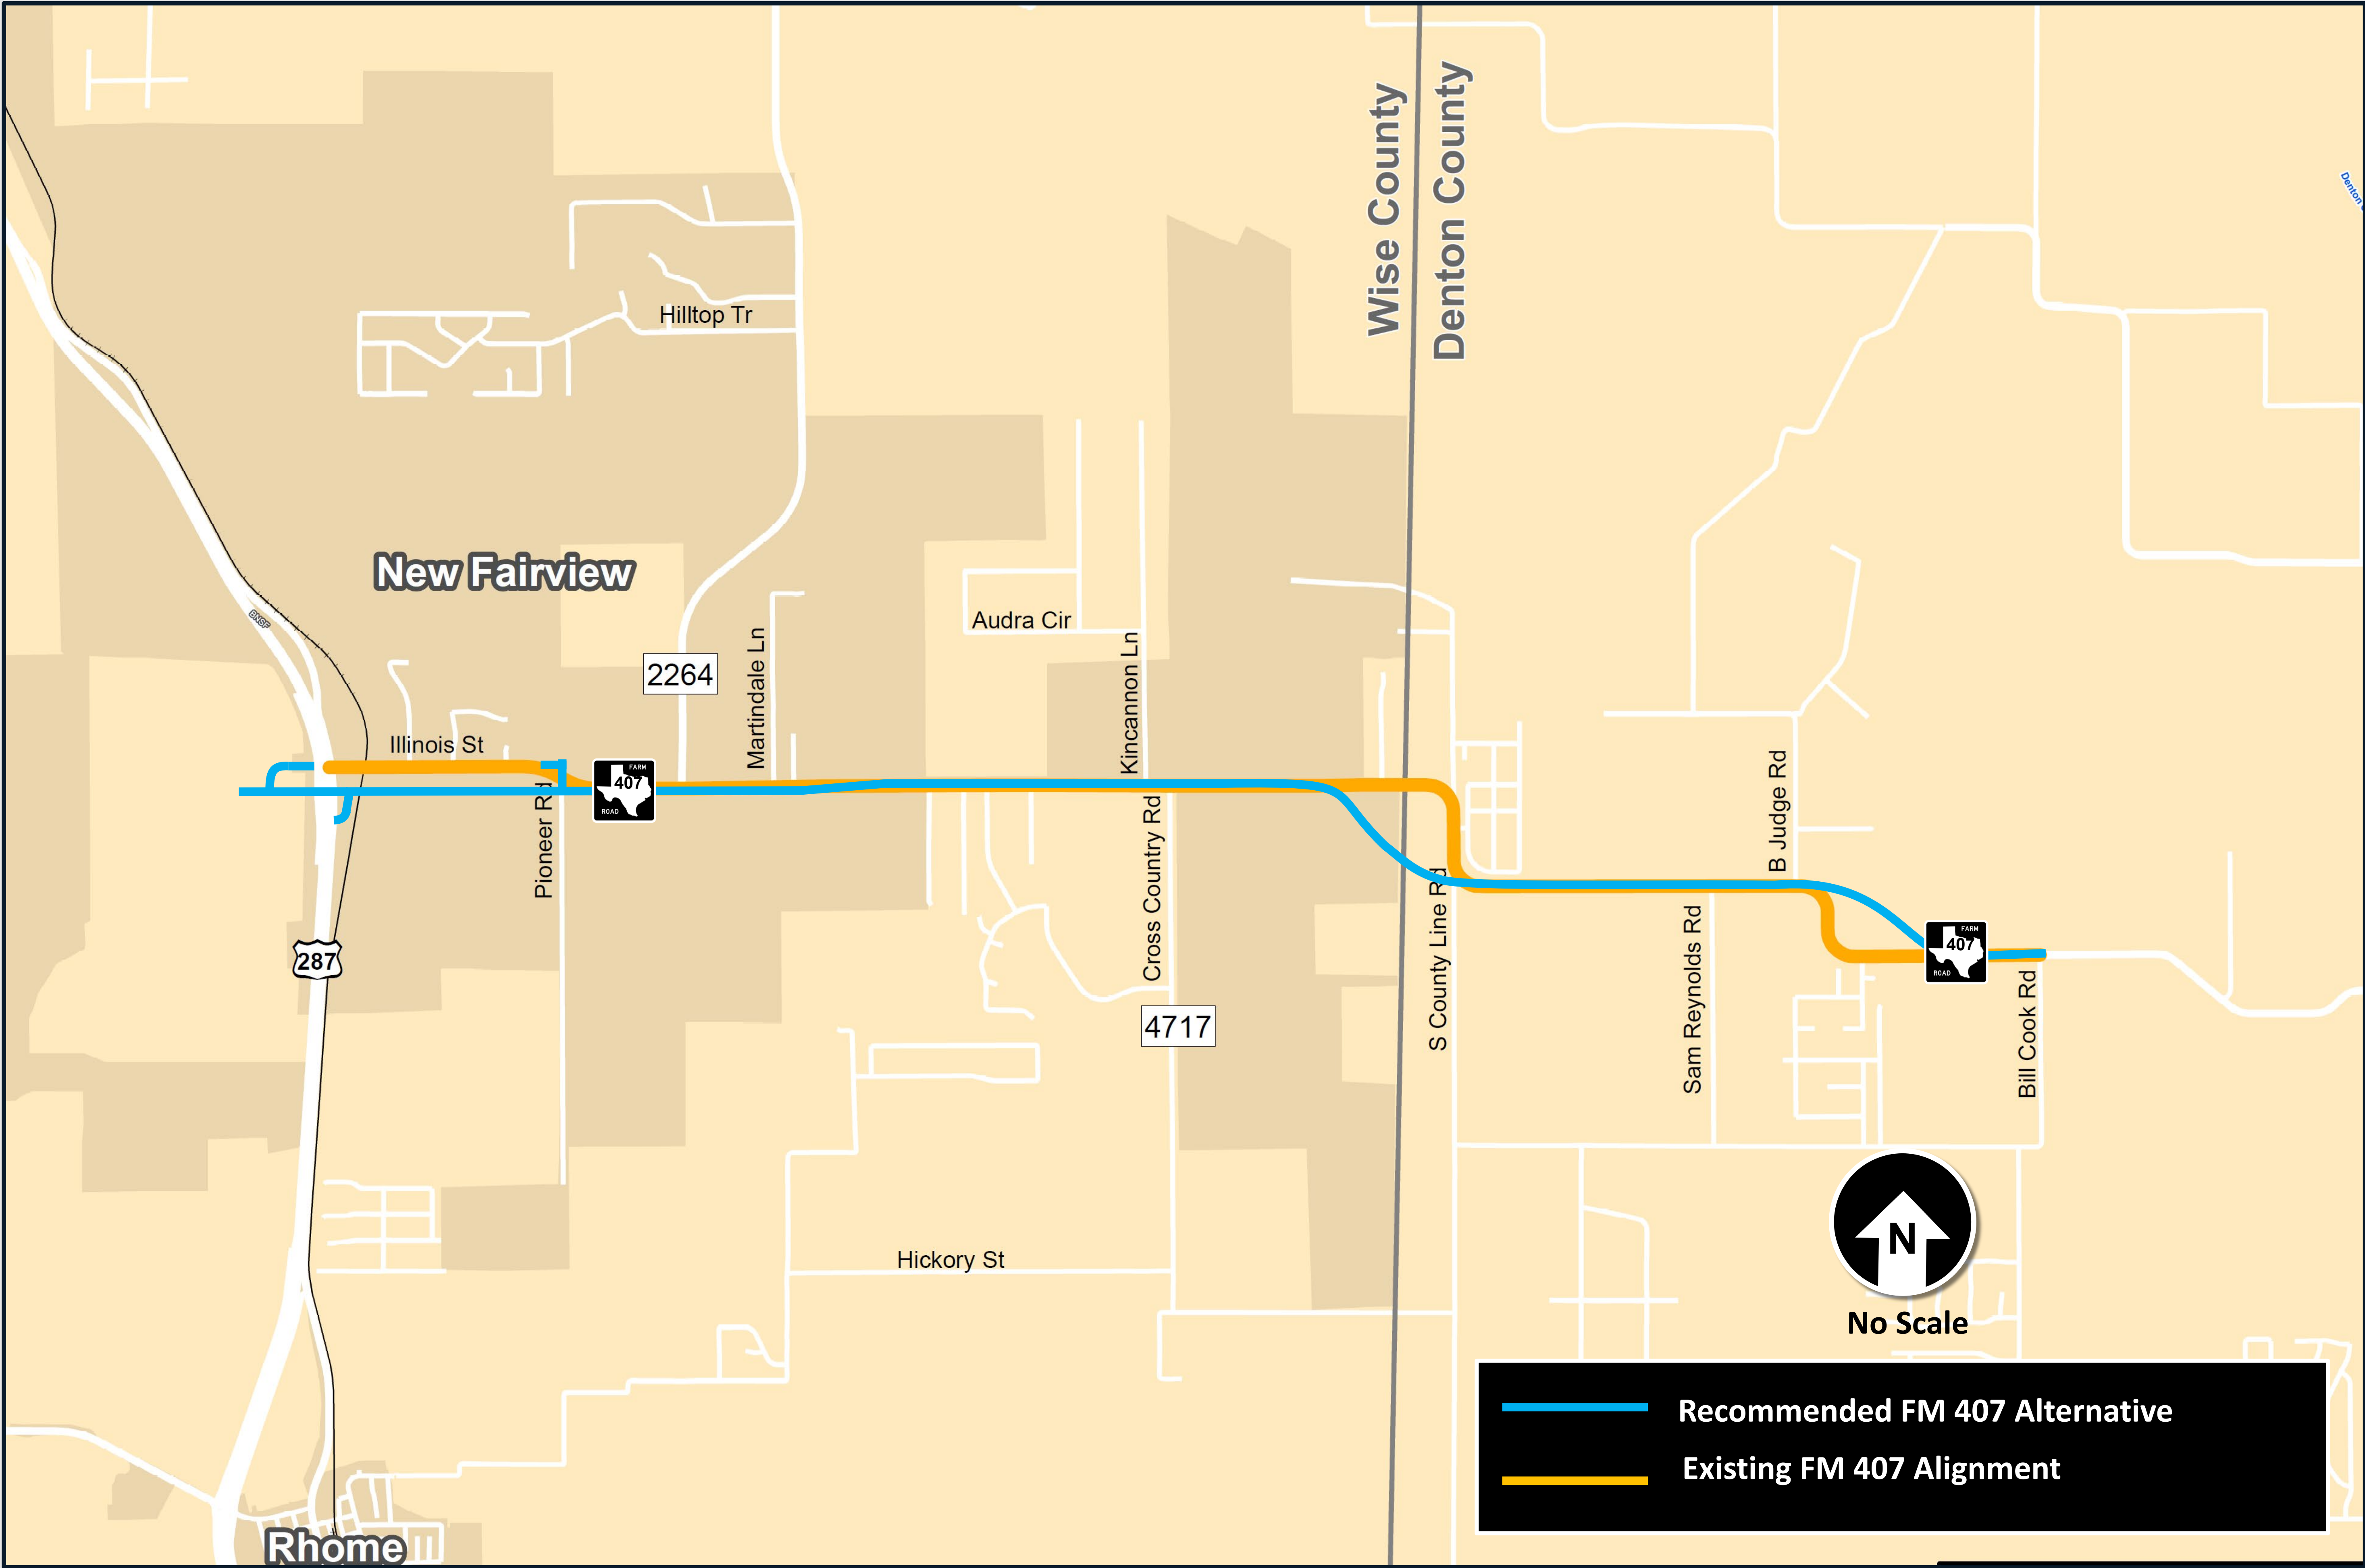 Wise County
Denton County
Denton
Hilltop Tr
New Fairview
BNSF
Audra Cir
2264
Martindale Ln
Kincannon Ln
Illinois St
FARM
407
ROAD
Pioneer Rd
Cross Country Rd
B Judge Rd
S County Line Rd
Sam Reynolds Rd
FARM
407
ROAD
287
Bill Cook Rd
4717
Hickory St
N
No Scale
Recommended FM 407 Alternative
Existing FM 407 Alignment
Rhome